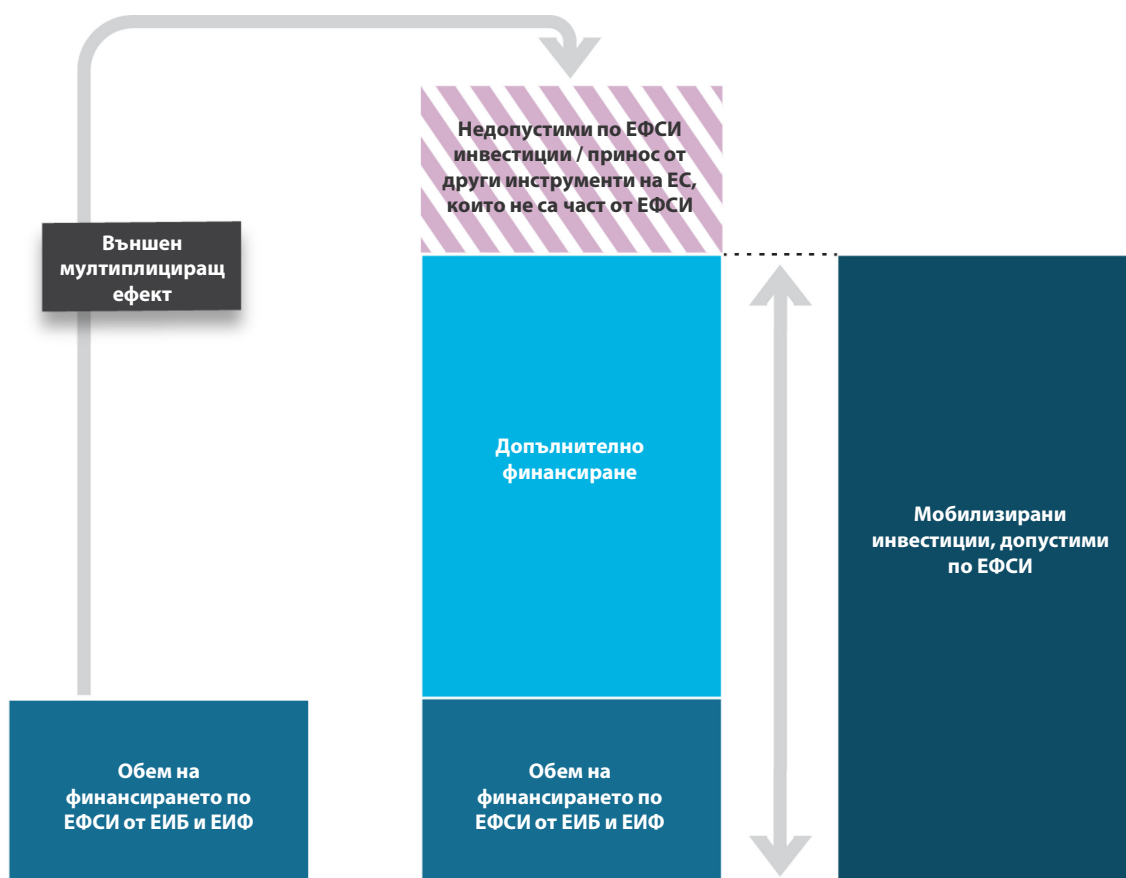 Недопустими по ЕФСИ
инвестиции / принос от
други инструменти на ЕС,
които не са част от ЕФСИ
Външен
мултиплициращ
ефект
Допълнително
финансиране
Мобилизирани
инвестиции, допустими
по ЕФСИ
Обем на
финансирането по
ЕФСИ от ЕИБ и ЕИФ
Обем на
финансирането по
ЕФСИ от ЕИБ и ЕИФ